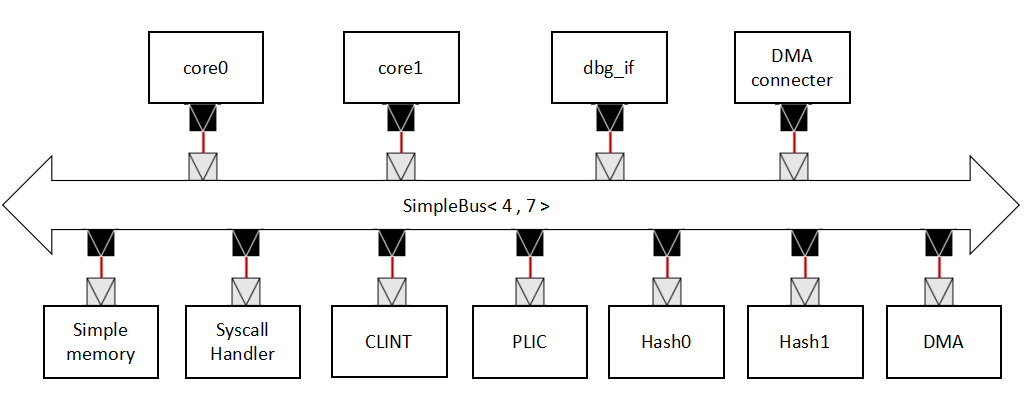 core0
core1
dbg_if
DMA
connecter
SimpleBus< 4 , 7 >
Simple
memory
Syscall
Handler
CLINT
PLIC
Hash0
Hash1
DMA